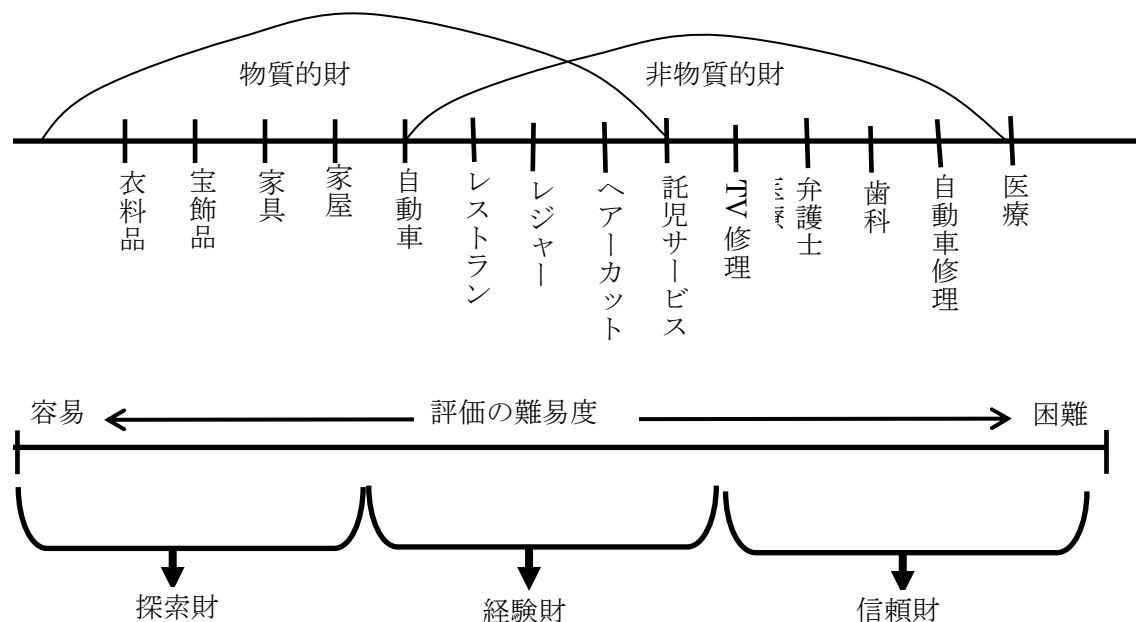 物質的財
非物質的財
衣料品
宝飾品
家具
家屋
自動車
レストラン
レジャー
ヘアーカット
託児サービス
TV 修理
弁護士
歯科
自動車修理
医療
容易
評価の難易度
困難
探索財
経験財
信頼財